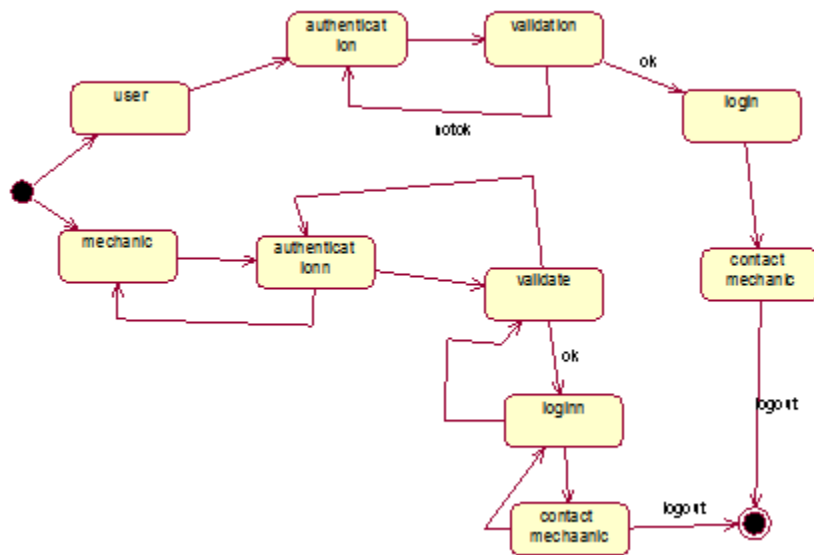 authenticat
ion
validation
ok
user
login
notok
mechanic
authenticat
ionn
validate
contact
mechanic
ok
loginn
logout
contact
mechaanic
logout